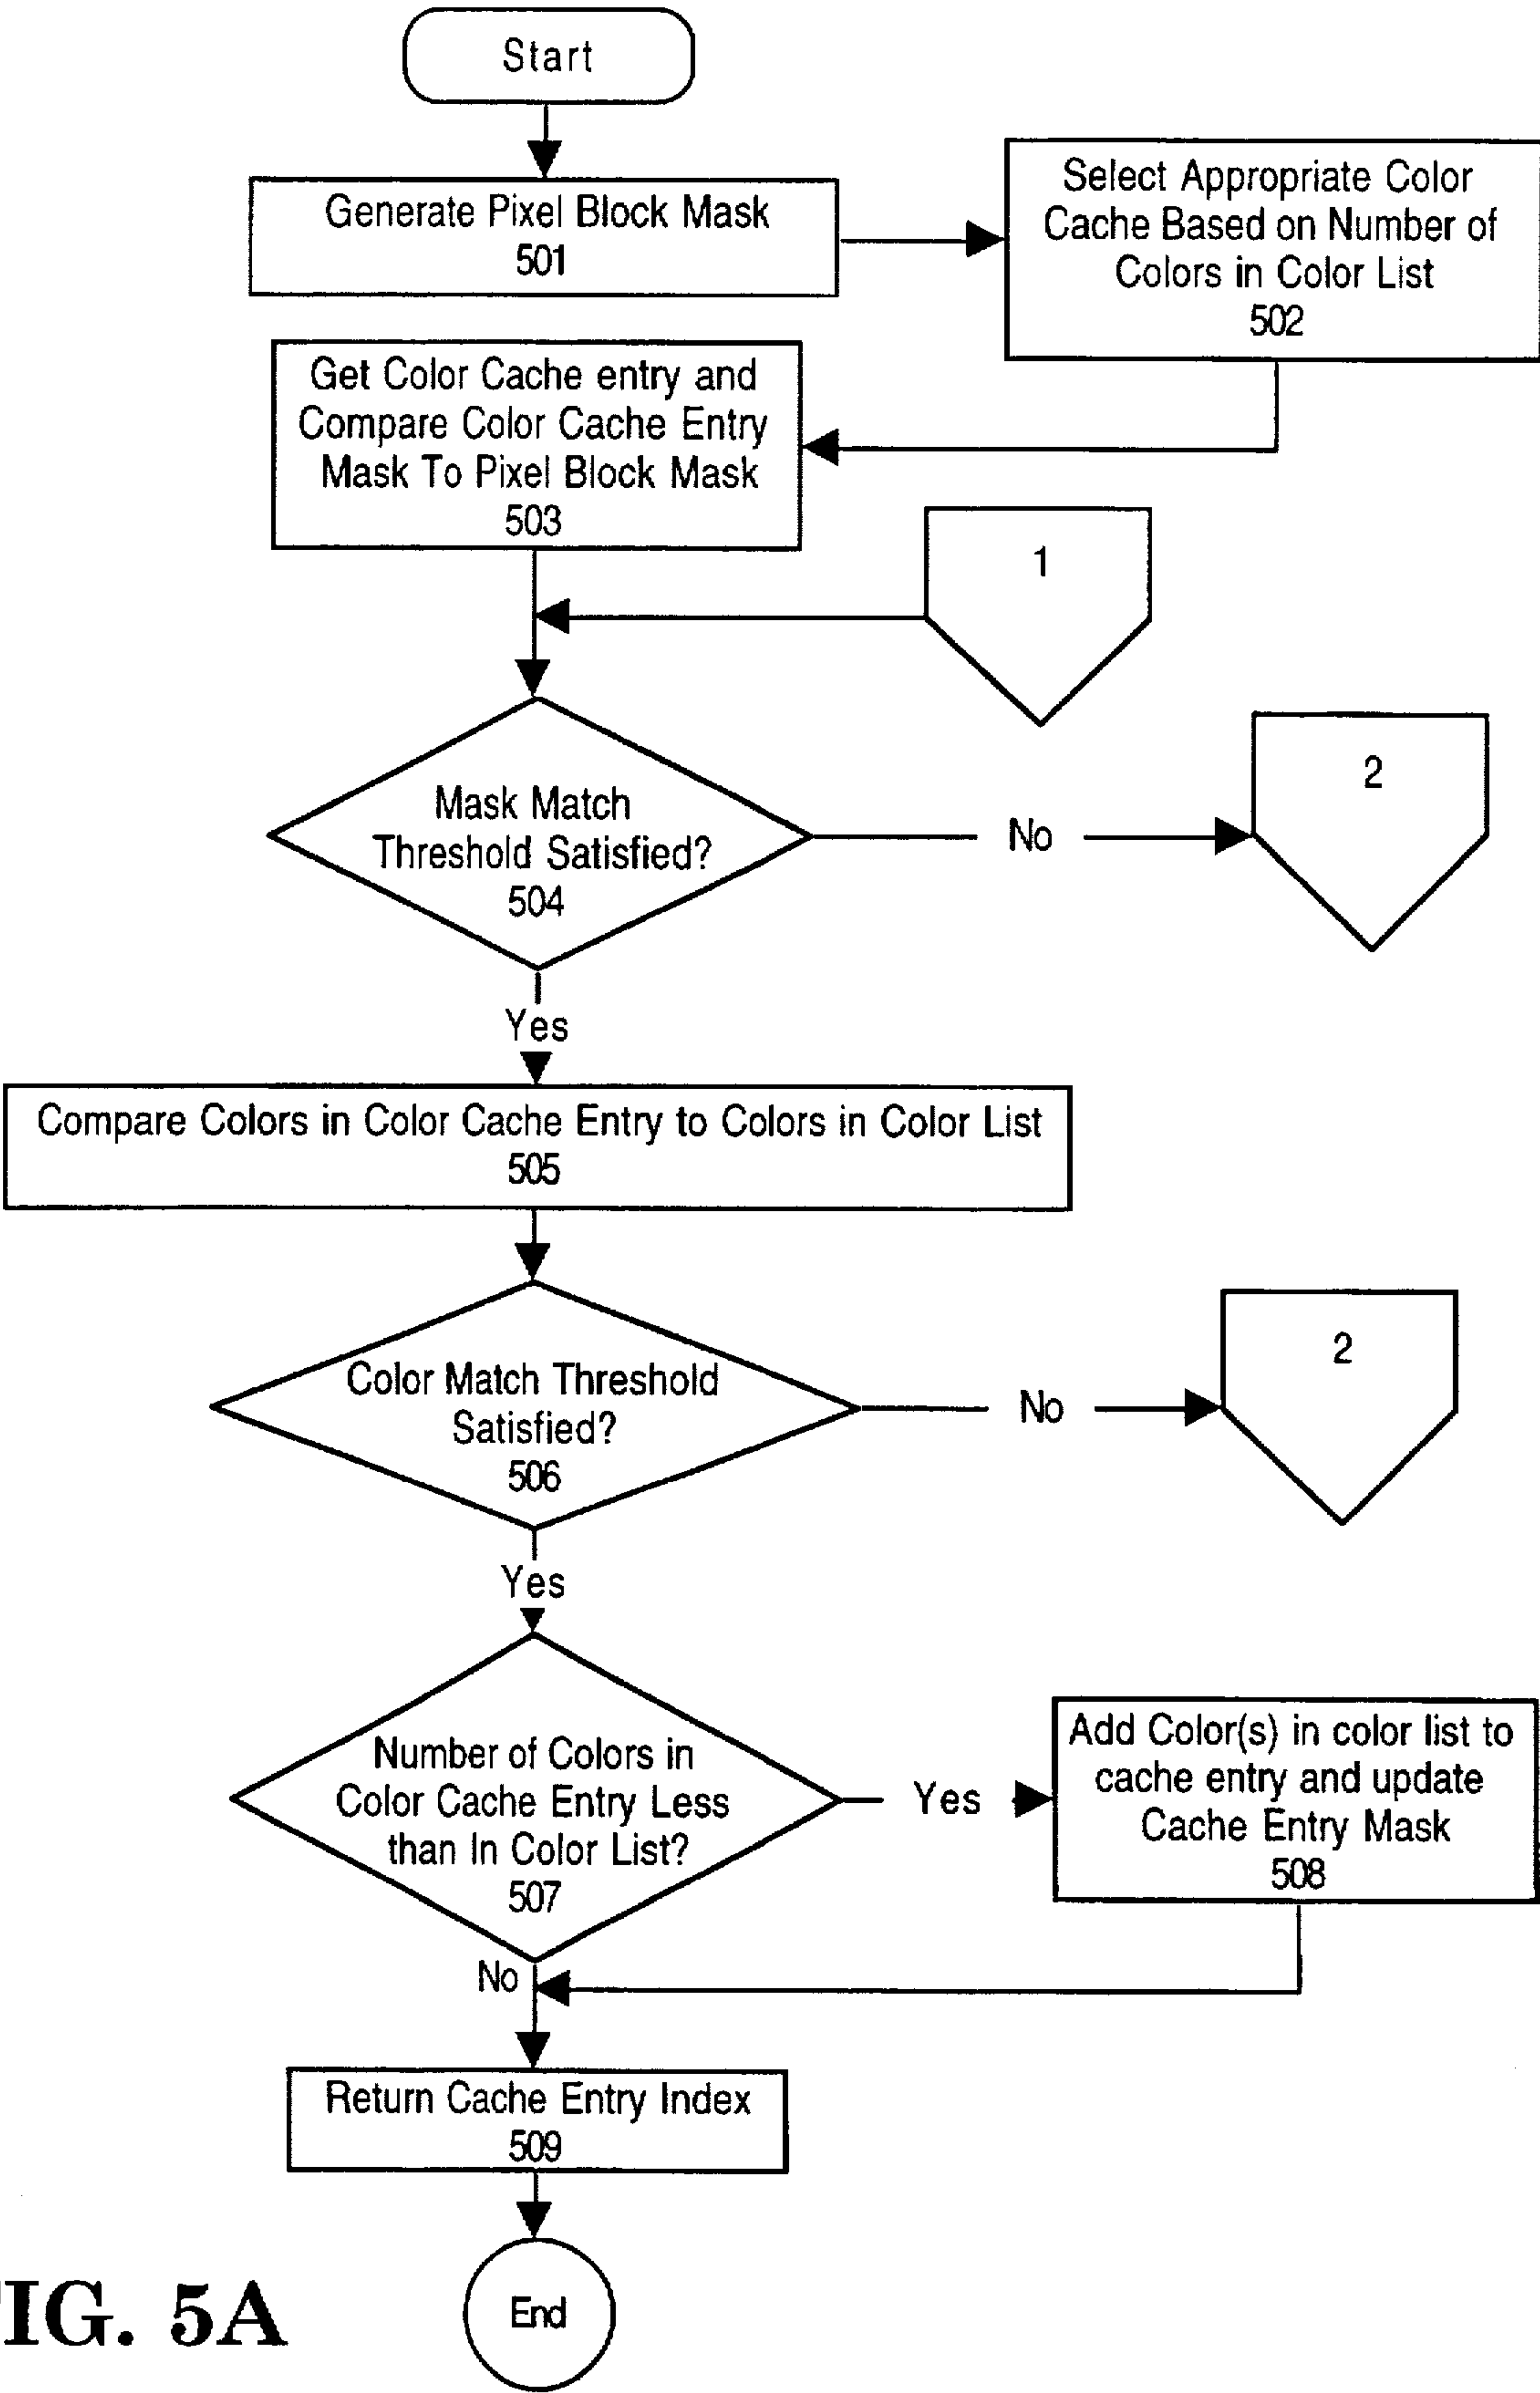 Start
Generate Pixel Block Mask
501
Select Appropriate Color
Cache Based on Number of
Colors in Color List
502
Get Color Cache entry and
Compare Color Cache Entry
Mask To Pixel Block Mask
503
1
Mask Match
Threshold Satisfied?
504
No
2
Yes
Compare Colors in Color Cache Entry to Colors in Color List
505
Color Match Threshold
Satisfied?
506
No
2
Yes
Number of Colors in
Color Cache Entry Less
than In Color List?
507
Yes
Add Color(s) in color list to
cache entry and update
Cache Entry Mask
508
No
Return Cache Entry Index
509
End
IG. 5A